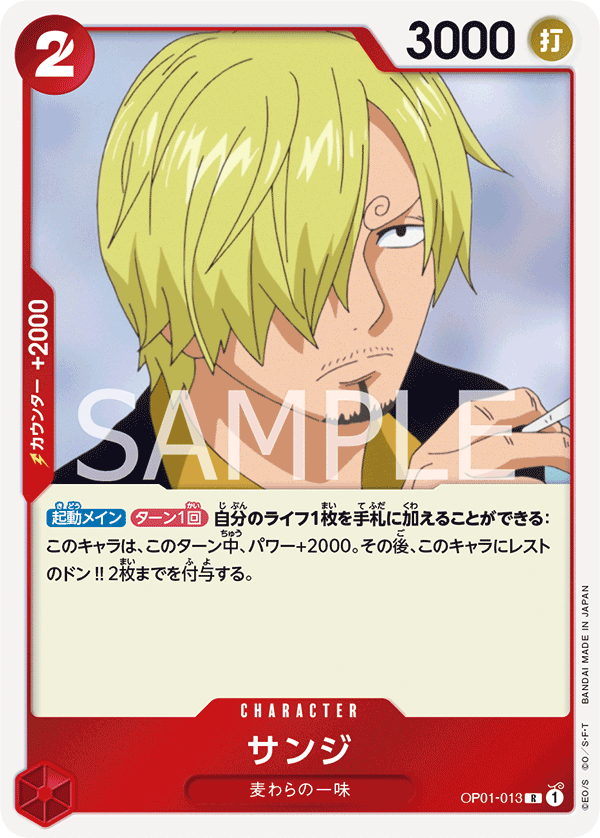 2
3000
打
カウンター +2000
SAMPLE
起動メイン ターン1回 自分のライフ1枚を手札に加えることができる:
このキャラは、このターン中、パワー+2000。その後、このキャラにレスト
のドン!!2枚までを付与する。
CHARACTER
サンジ
麦わらの一味
OP01-013 R 1
©E.O/S ©O/S・F・T BANDAI MADE IN JAPAN